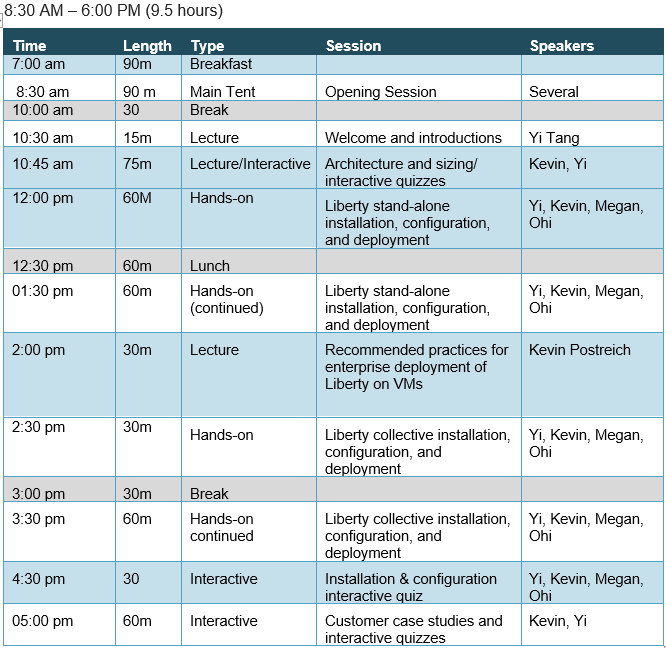 8:30 AM – 6:00 PM (9.5 hours)
Time Length Type Session Speakers
7:00 am 90m Breakfast
8:30 am 90 m Main Tent Opening Session Several
10:00 am 30 Break
10:30 am 15m Lecture Welcome and introductions Yi Tang
10:45 am 75m Lecture/Interactive Architecture and sizing/ Kevin, Yi
interactive quizzes
12:00 pm 60M Hands-on Liberty stand-alone Yi, Kevin, Megan,
installation, configuration, Ohi
and deployment
12:30 pm 60m Lunch
01:30 pm 60m Hands-on Liberty stand-alone Yi, Kevin, Megan,
(continued) installation, configuration, Ohi
and deployment
2:00 pm 30m Lecture Recommended practices for Kevin Postreich
enterprise deployment of
Liberty on VMs
2:30 pm 30m Hands-on Liberty collective installation, Yi, Kevin, Megan,
configuration, and Ohi
deployment
3:00 pm 30m Break
3:30 pm 60m Hands-on Liberty collective installation, Yi, Kevin, Megan,
continued configuration, and Ohi
deployment
4:30 pm 30 Interactive Installation & configuration Yi, Kevin, Megan,
interactive quiz Ohi
05:00 pm 60m Interactive Customer case studies and Kevin, Yi
interactive quizzes